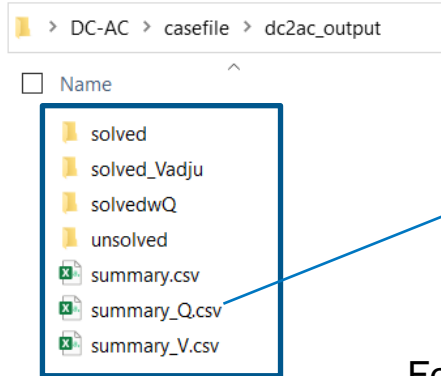 > DC-AC > casefile > dc2ac_output
Name
solved
solved_Vadju
solvedwQ
unsolved
summary.csv
summary_Q.csv
summary_V.csv